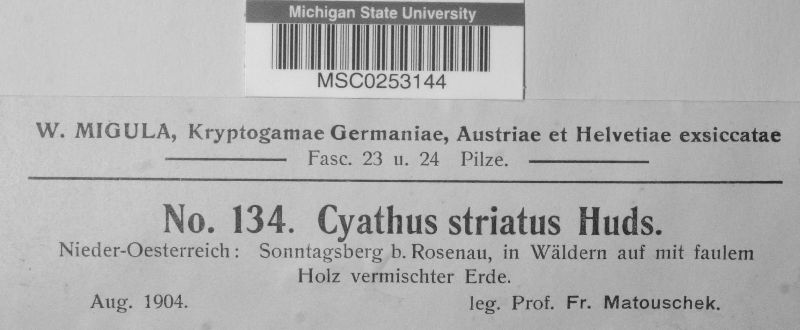 Michigan State University
MSC0253144
W. MIGULA, Kryptogamae Germaniae, Austriae et Helvetiae exsiccatae
Fasc. 23 u. 24 Pilze.
No. 134. Cyathus striatus Huds.
Nieder-Oesterreich: Sonntagsberg b. Rosenau, in Wäldern auf mit faulem
Holz vermischter Erde.
Aug. 1904. leg. Prof. Fr. Matouschek.